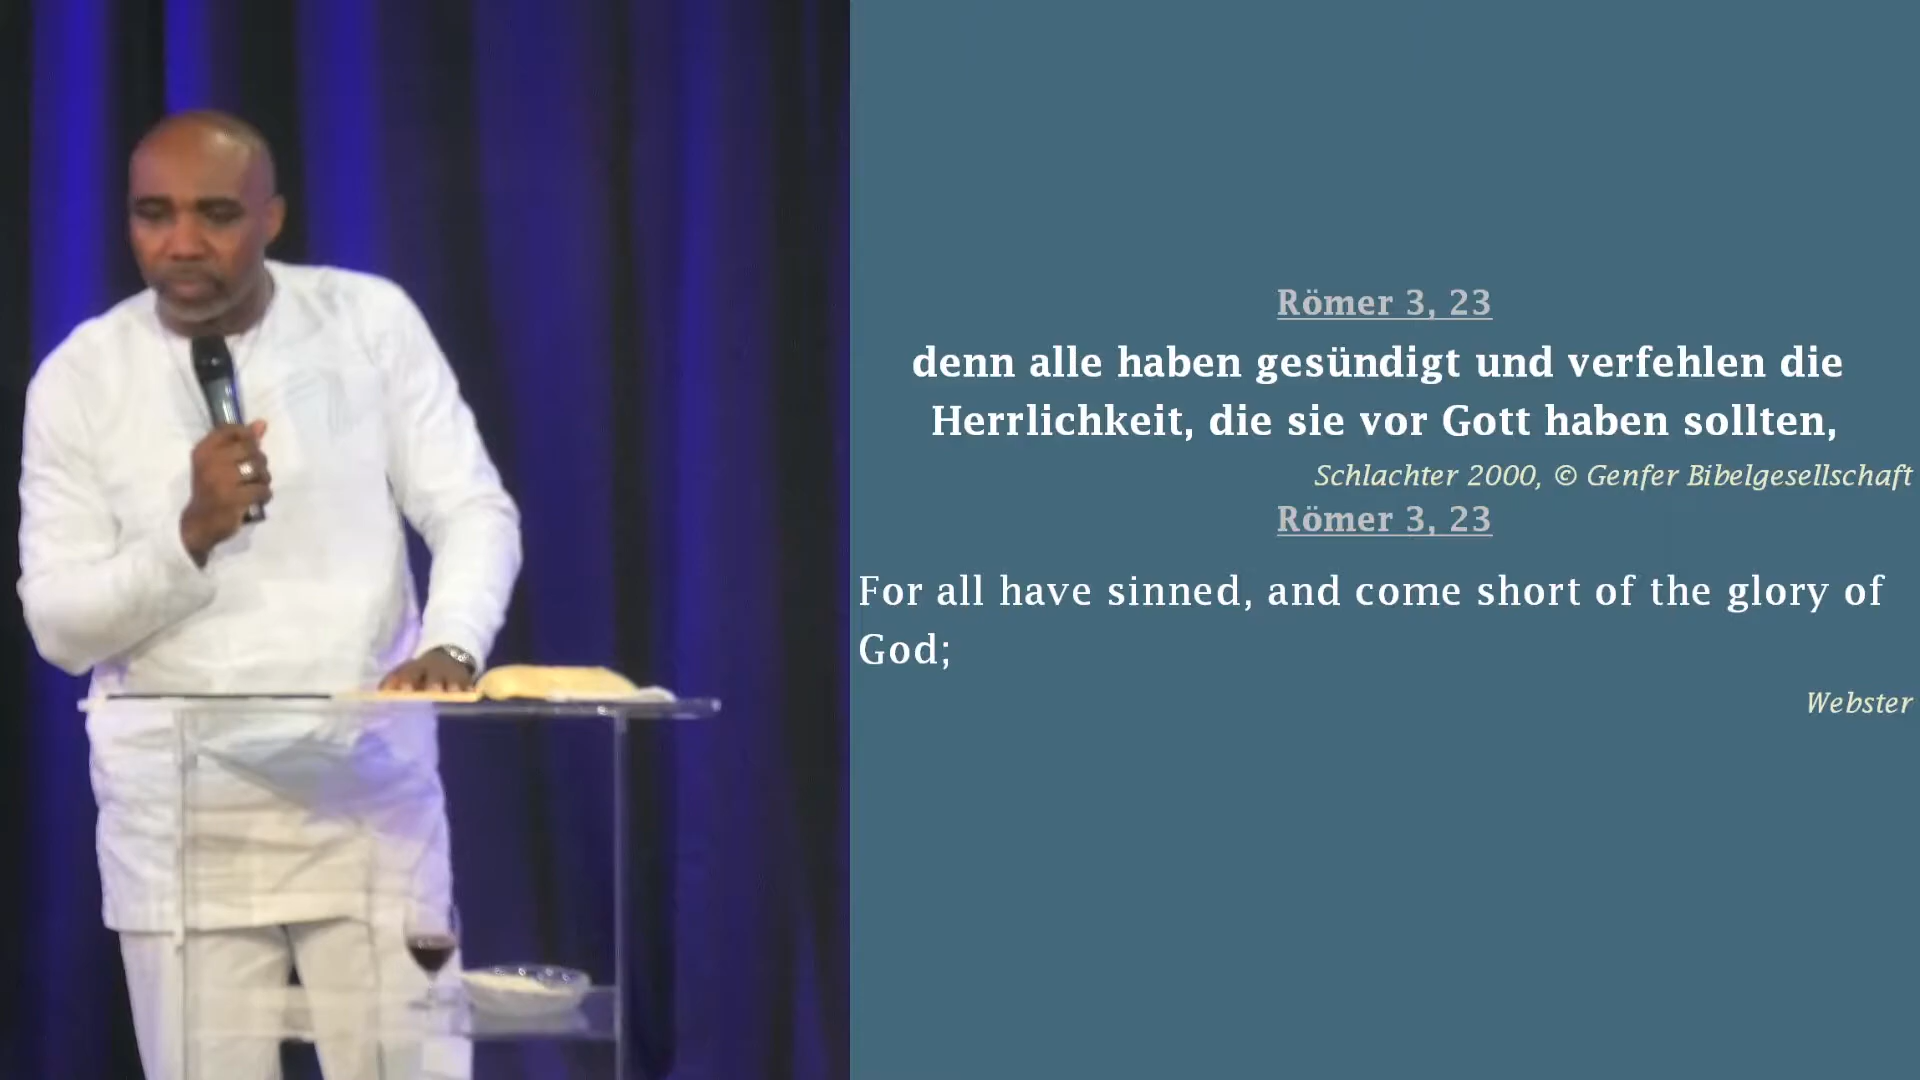 Römer 3, 23
denn alle haben gesündigt und verfehlen die
Herrlichkeit, die sie vor Gott haben sollten,
Schlachter 2000, © Genfer Bibelgesellschaft
Römer 3, 23
For all have sinned, and come short of the glory of
God;
Webster